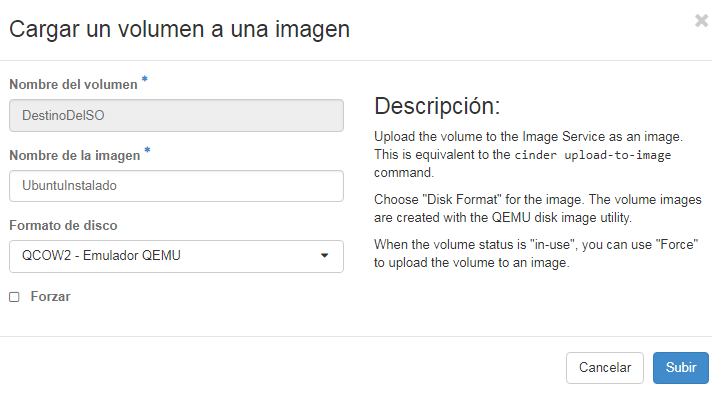 Cargar un volumen a una imagen
×
Nombre del volumen *
DestinoDelSO
Nombre de la imagen *
UbuntuInstalado
Formato de disco
QCOW2 - Emulador QEMU
Forzar
Descripción:
Upload the volume to the Image Service as an image.
This is equivalent to the cinder upload-to-image
command.
Choose "Disk Format" for the image. The volume images
are created with the QEMU disk image utility.
When the volume status is "in-use", you can use "Force"
to upload the volume to an image.
Cancelar
Subir